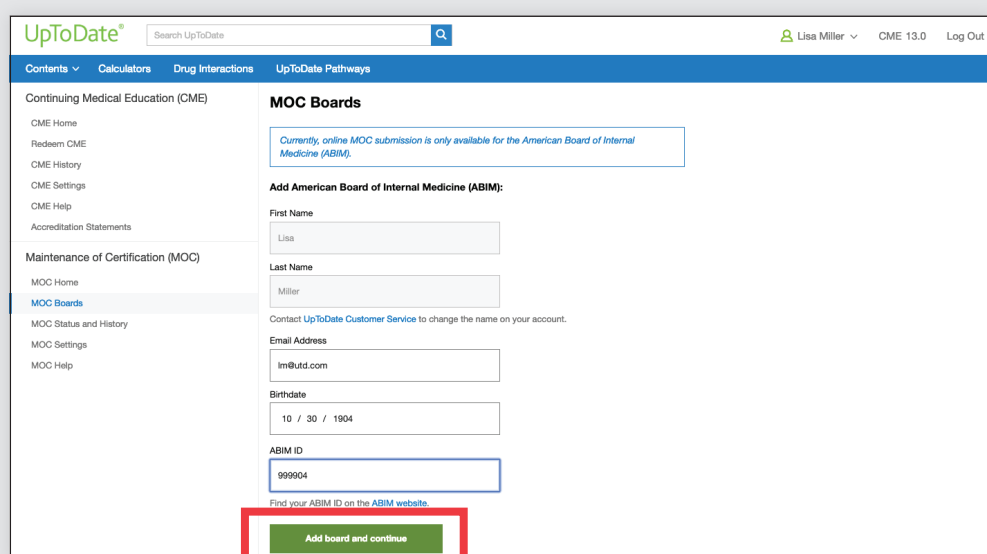 UpToDate®
Search UpToDate
Lisa Miller
CME 13.0
Log Out
Contents
Calculators
Drug Interactions
UpToDate Pathways
Continuing Medical Education (CME)
CME Home
Redeem CME
CME History
CME Settings
CME Help
Accreditation Statements
Maintenance of Certification (MOC)
MOC Home
MOC Boards
MOC Status and History
MOC Settings
MOC Help
MOC Boards
Currently, online MOC submission is only available for the American Board of Internal
Medicine (ABIM).
Add American Board of Internal Medicine (ABIM):
First Name
Lisa
Last Name
Miller
Contact UpToDate Customer Service to change the name on your account.
Email Address
lm@utd.com
Birthdate
10 / 30 / 1904
ABIM ID
999904
Find your ABIM ID on the ABIM website.
Add board and continue